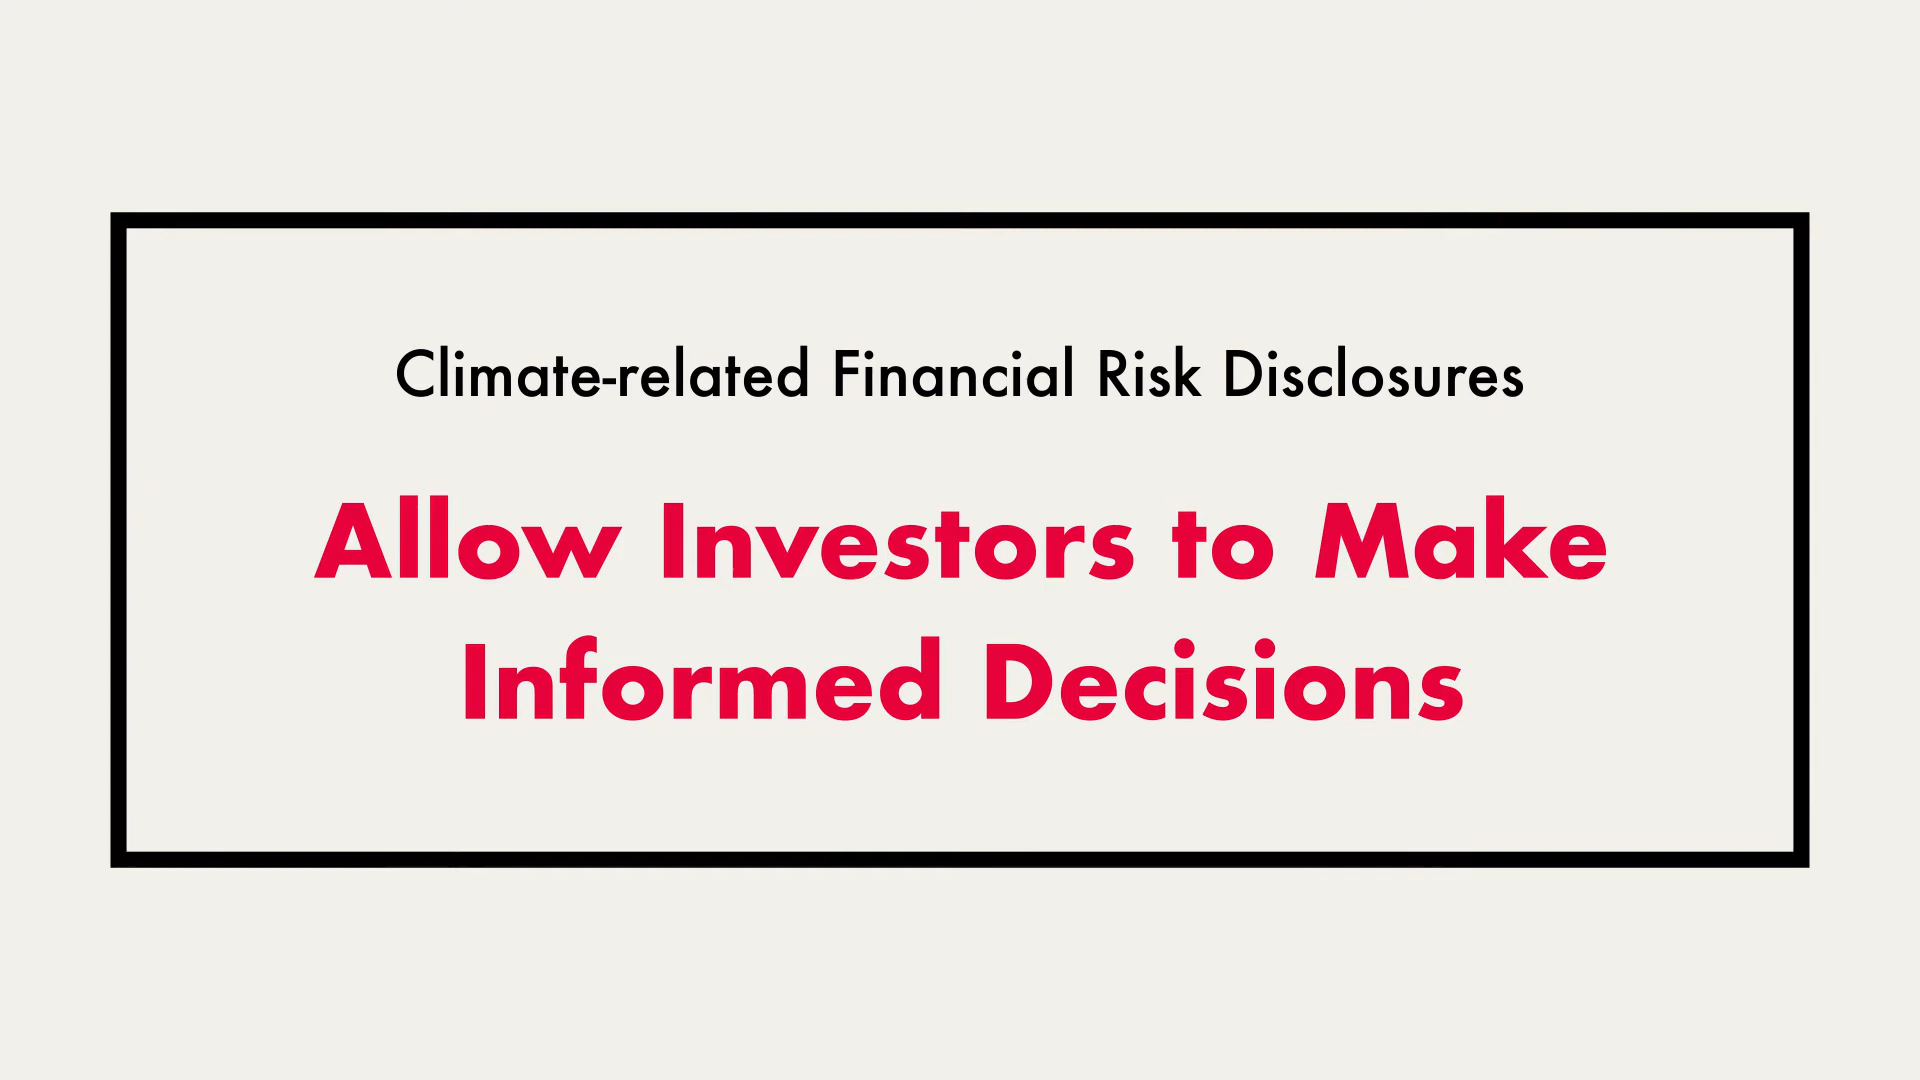 Climate-related Financial Risk Disclosures
Allow Investors to Make
Informed Decisions